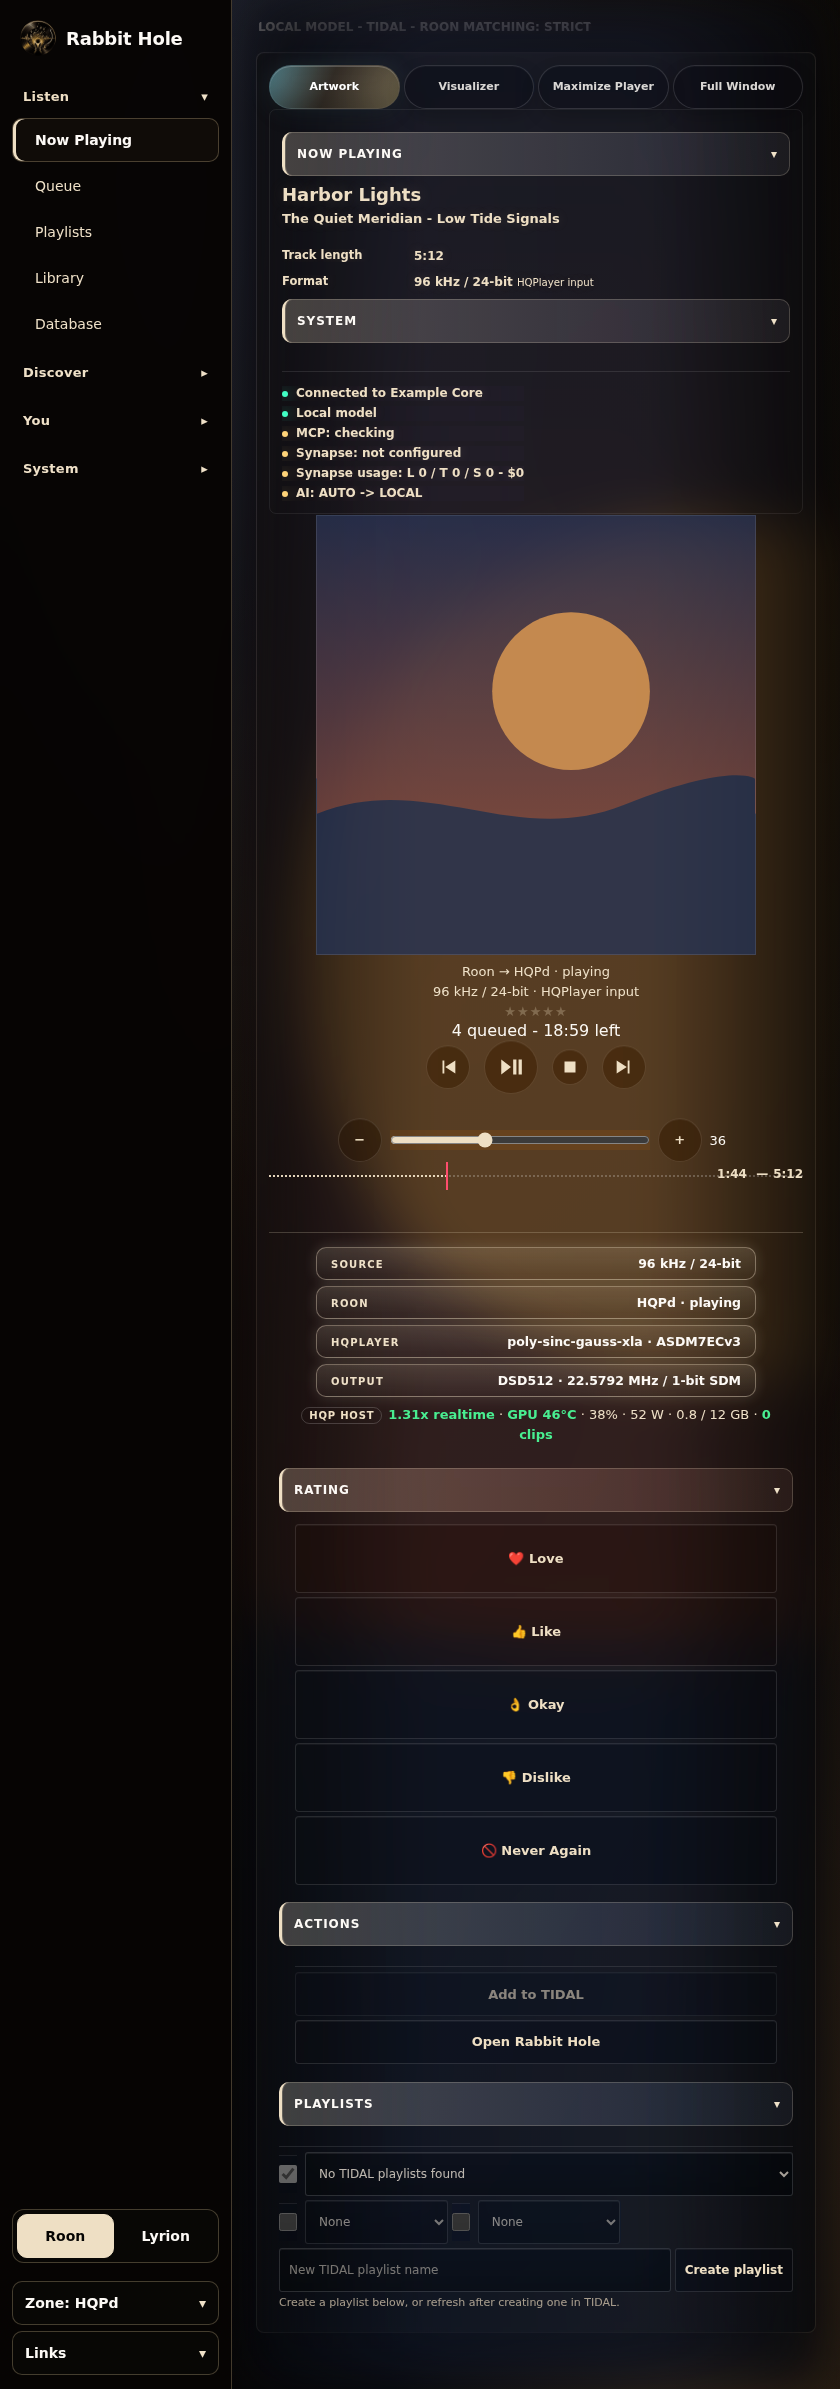 Rabbit Hole
Listen ▾
Now Playing
Queue
Playlists
Library
Database
Discover ▸
You ▸
System ▸
Roon Lyrion
Zone: HQPd ▾
Links ▾
LOCAL MODEL - TIDAL - ROON MATCHING: STRICT
Artwork Visualizer Maximize Player Full Window
NOW PLAYING ▾
Harbor Lights
The Quiet Meridian - Low Tide Signals
Track length 5:12
Format 96 kHz / 24-bit HQPlayer input
SYSTEM ▾
Connected to Example Core
Local model
MCP: checking
Synapse: not configured
Synapse usage: L 0 / T 0 / S 0 - $0
AI: AUTO -> LOCAL
Roon → HQPd · playing
96 kHz / 24-bit · HQPlayer input
★★★★★
4 queued - 18:59 left
− + 36
1:44 — 5:12
SOURCE 96 kHz / 24-bit
ROON HQPd · playing
HQPLAYER poly-sinc-gauss-xla · ASDM7ECv3
OUTPUT DSD512 · 22.5792 MHz / 1-bit SDM
HQP HOST 1.31x realtime · GPU 46°C · 38% · 52 W · 0.8 / 12 GB · 0
clips
RATING ▾
❤️ Love
👍 Like
👌 Okay
👎 Dislike
🚫 Never Again
ACTIONS ▾
Add to TIDAL
Open Rabbit Hole
PLAYLISTS ▾
No TIDAL playlists found
None None
New TIDAL playlist name Create playlist
Create a playlist below, or refresh after creating one in TIDAL.